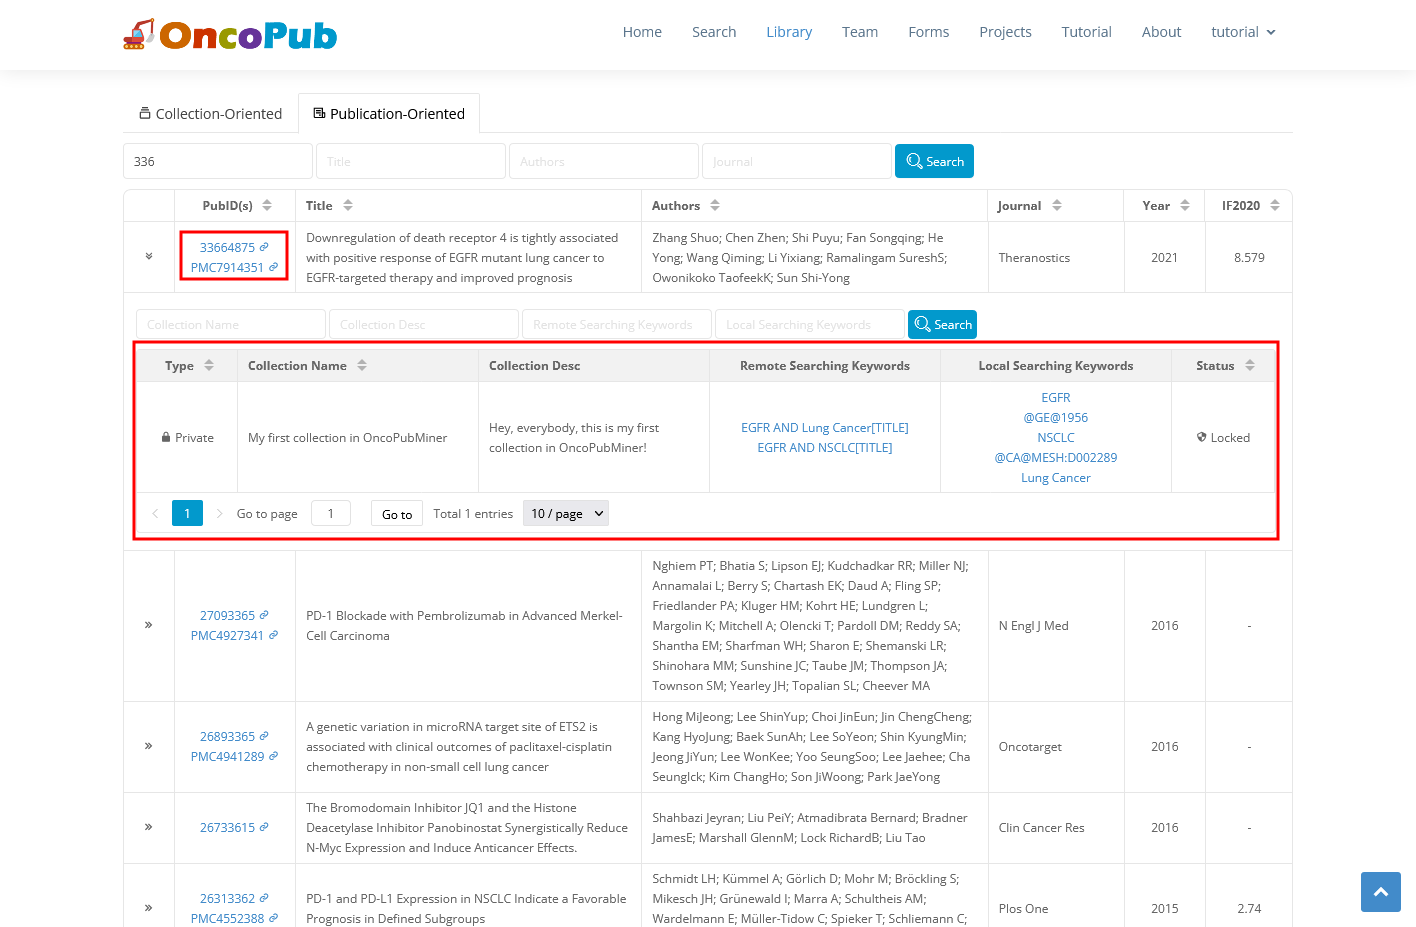 OncoPub
Home Search Library Team Forms Projects Tutorial About tutorial
Collection-Oriented Publication-Oriented
336 Title Authors Journal Search
PubID(s) Title Authors Journal Year IF2020
33664875
PMC7914351
Downregulation of death receptor 4 is tightly associated
with positive response of EGFR mutant lung cancer to
EGFR-targeted therapy and improved prognosis
Zhang Shuo; Chen Zhen; Shi Puyu; Fan Songqing; He
Yong; Wang Qiming; Li Yixiang; Ramalingam SureshS;
Owonikoko TaofeekK; Sun Shi-Yong
Theranostics
2021
8.579
Collection Name Collection Desc Remote Searching Keywords Local Searching Keywords Search
Type Collection Name Collection Desc Remote Searching Keywords Local Searching Keywords Status
Private
My first collection in OncoPubMiner
Hey, everybody, this is my first
collection in OncoPubMiner!
EGFR AND Lung Cancer[TITLE]
EGFR AND NSCLC[TITLE]
EGFR
@GE@1956
NSCLC
@CA@MESH:D002289
Lung Cancer
Locked
< 1 > Go to page 1 Go to Total 1 entries 10 / page
27093365
PMC4927341
PD-1 Blockade with Pembrolizumab in Advanced Merkel-
Cell Carcinoma
Nghiem PT; Bhatia S; Lipson EJ; Kudchadkar RR; Miller NJ;
Annamalai L; Berry S; Chartash EK; Daud A; Fling SP;
Friedlander PA; Kluger HM; Kohrt HE; Lundgren L;
Margolin K; Mitchell A; Olencki T; Pardoll DM; Reddy SA;
Shantha EM; Sharfman WH; Sharon E; Shemanski LR;
Shinohara MM; Sunshine JC; Taube JM; Thompson JA;
Townson SM; Yearley JH; Topalian SL; Cheever MA
N Engl J Med
2016
-
26893365
PMC4941289
A genetic variation in microRNA target site of ETS2 is
associated with clinical outcomes of paclitaxel-cisplatin
chemotherapy in non-small cell lung cancer
Hong MiJeong; Lee ShinYup; Choi JinEun; Jin ChengCheng;
Kang HyoJung; Baek SunAh; Lee SoYeon; Shin KyungMin;
Jeong JiYun; Lee WonKee; Yoo SeungSoo; Lee Jaehee; Cha
SeungIck; Kim ChangHo; Son JiWoong; Park JaeYong
Oncotarget
2016
-
26733615
The Bromodomain Inhibitor JQ1 and the Histone
Deacetylase Inhibitor Panobinostat Synergistically Reduce
N-Myc Expression and Induce Anticancer Effects.
Shahbazi Jeyran; Liu PeiY; Atmadibrata Bernard; Bradner
JamesE; Marshall GlennM; Lock RichardB; Liu Tao
Clin Cancer Res
2016
-
26313362
PMC4552388
PD-1 and PD-L1 Expression in NSCLC Indicate a Favorable
Prognosis in Defined Subgroups
Schmidt LH; Kümmel A; Görlich D; Mohr M; Bröckling S;
Mikesch JH; Grünewald I; Marra A; Schultheis AM;
Wardelmann E; Müller-Tidow C; Spieker T; Schliemann C;
Plos One
2015
2.74